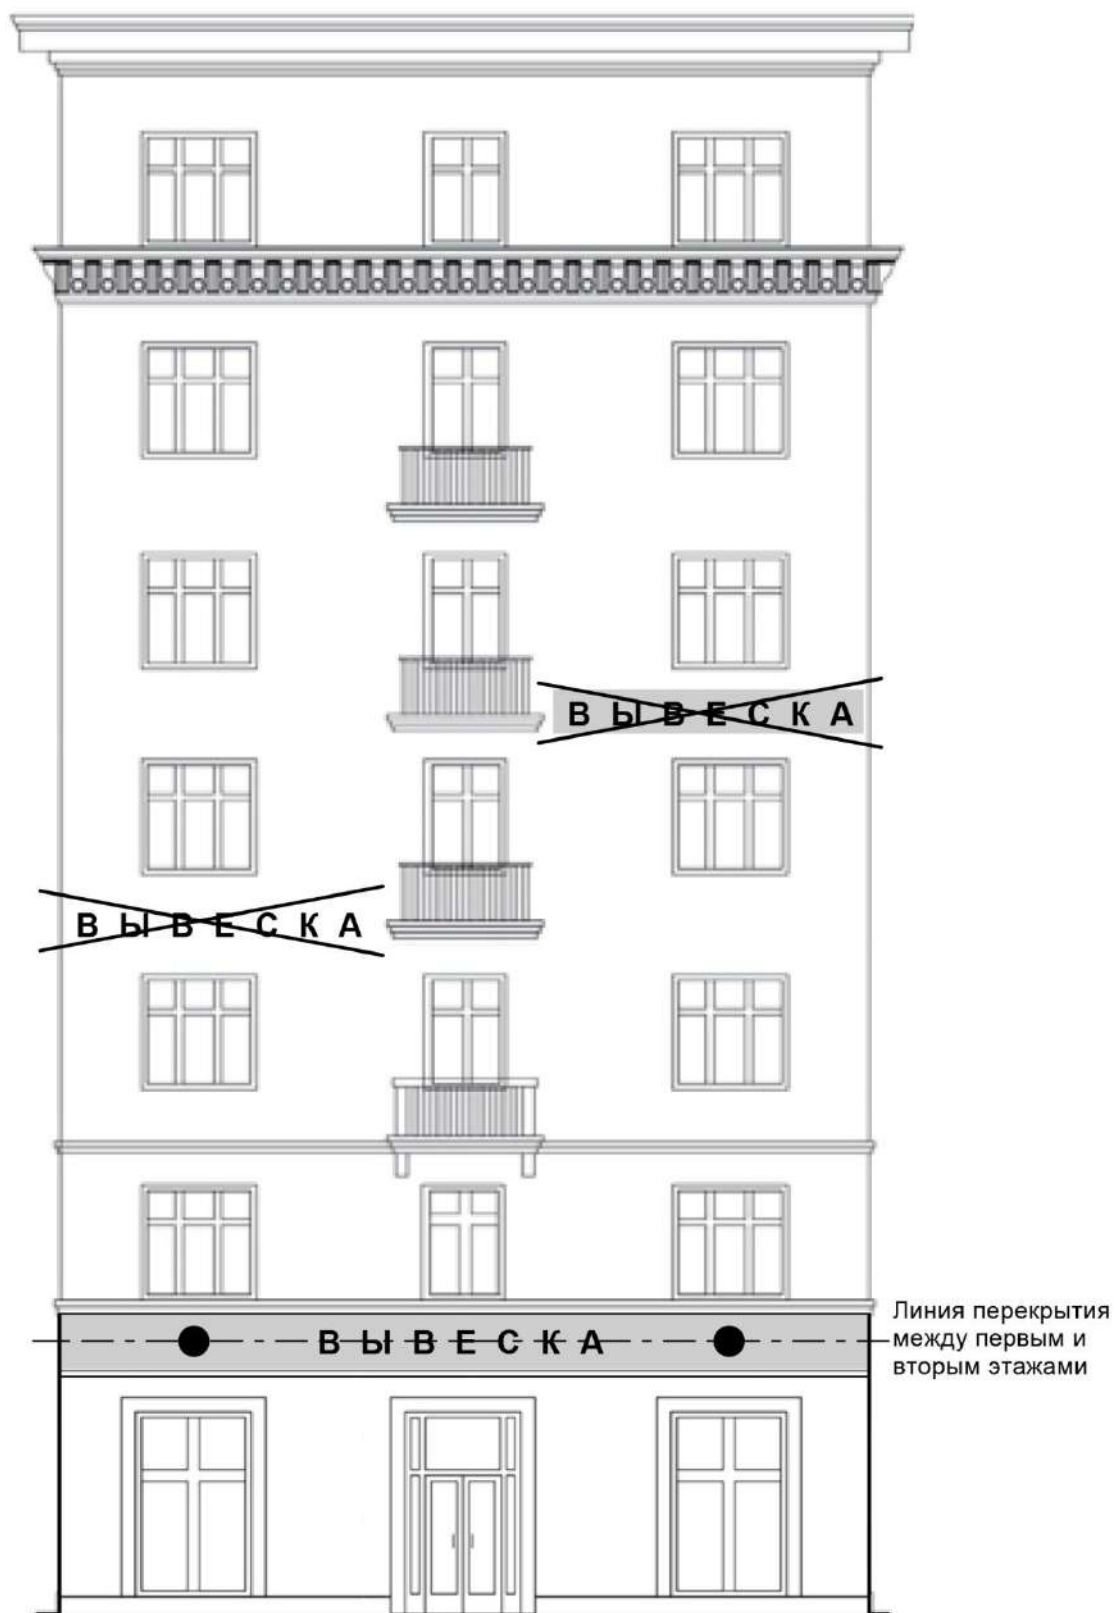 В Ы В Е С К А
В Ы В Е С К А
В Ы В Е С К А
Линия перекрытия
между первым и
вторым этажами